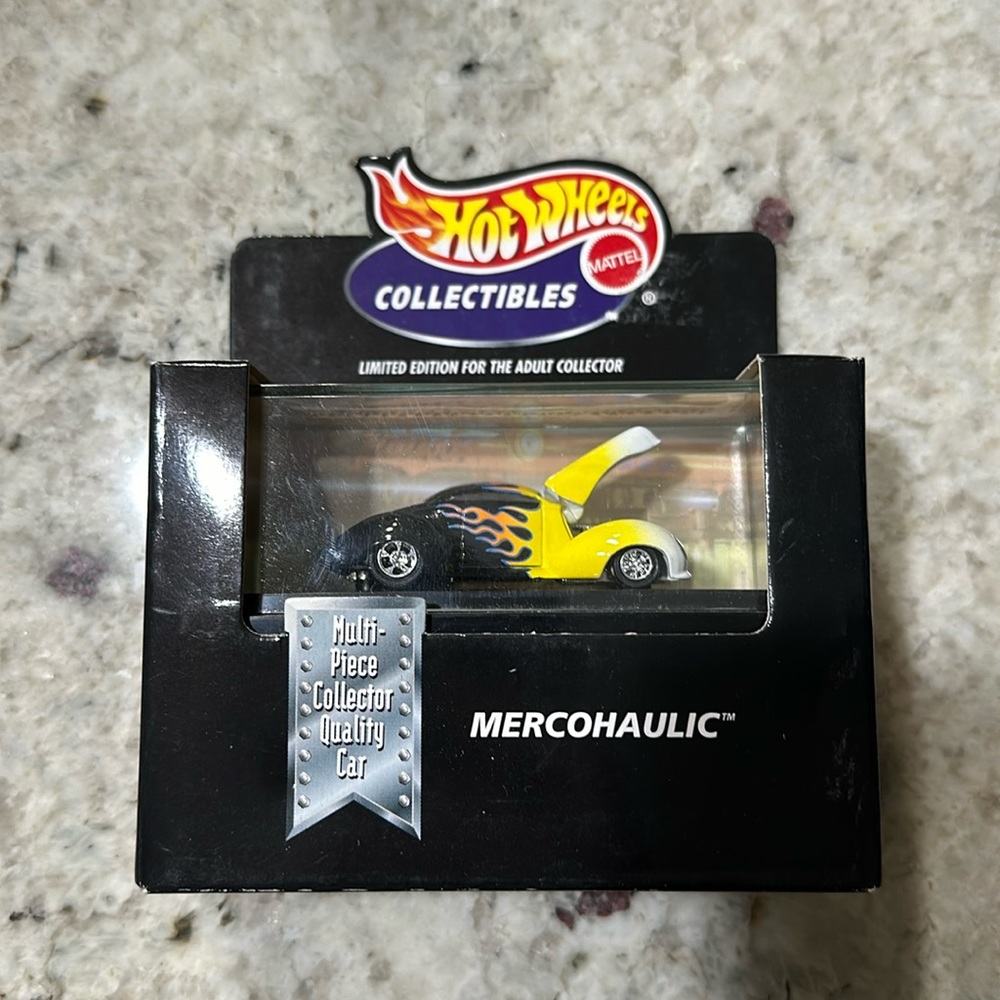 Hot Wheels
MATTEL
COLLECTIBLES ®
LIMITED EDITION FOR THE ADULT COLLECTOR
Multi-
Piece
Collector
Quality
Car
MERCOHAULIC™